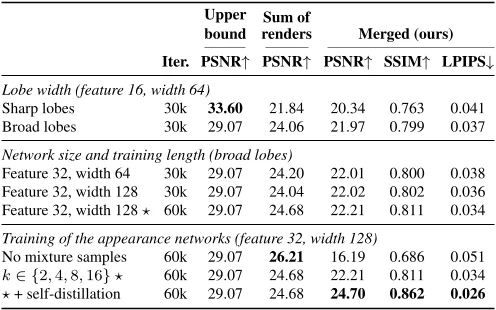 Upper bound Sum of renders Merged (ours)
Iter. PSNR↑ PSNR↑ PSNR↑ SSIM↑ LPIPS↓
Lobe width (feature 16, width 64)
Sharp lobes 30k 33.60 21.84 20.34 0.763 0.041
Broad lobes 30k 29.07 24.06 21.97 0.799 0.037
Network size and training length (broad lobes)
Feature 32, width 64 30k 29.07 24.20 22.01 0.800 0.038
Feature 32, width 128 30k 29.07 24.04 22.02 0.802 0.036
Feature 32, width 128 ⋆ 60k 29.07 24.68 22.21 0.811 0.034
Training of the appearance networks (feature 32, width 128)
No mixture samples 60k 29.07 26.21 16.19 0.686 0.051
k ∈ {2, 4, 8, 16} ⋆ 60k 29.07 24.68 22.21 0.811 0.034
⋆ + self-distillation 60k 29.07 24.68 24.70 0.862 0.026